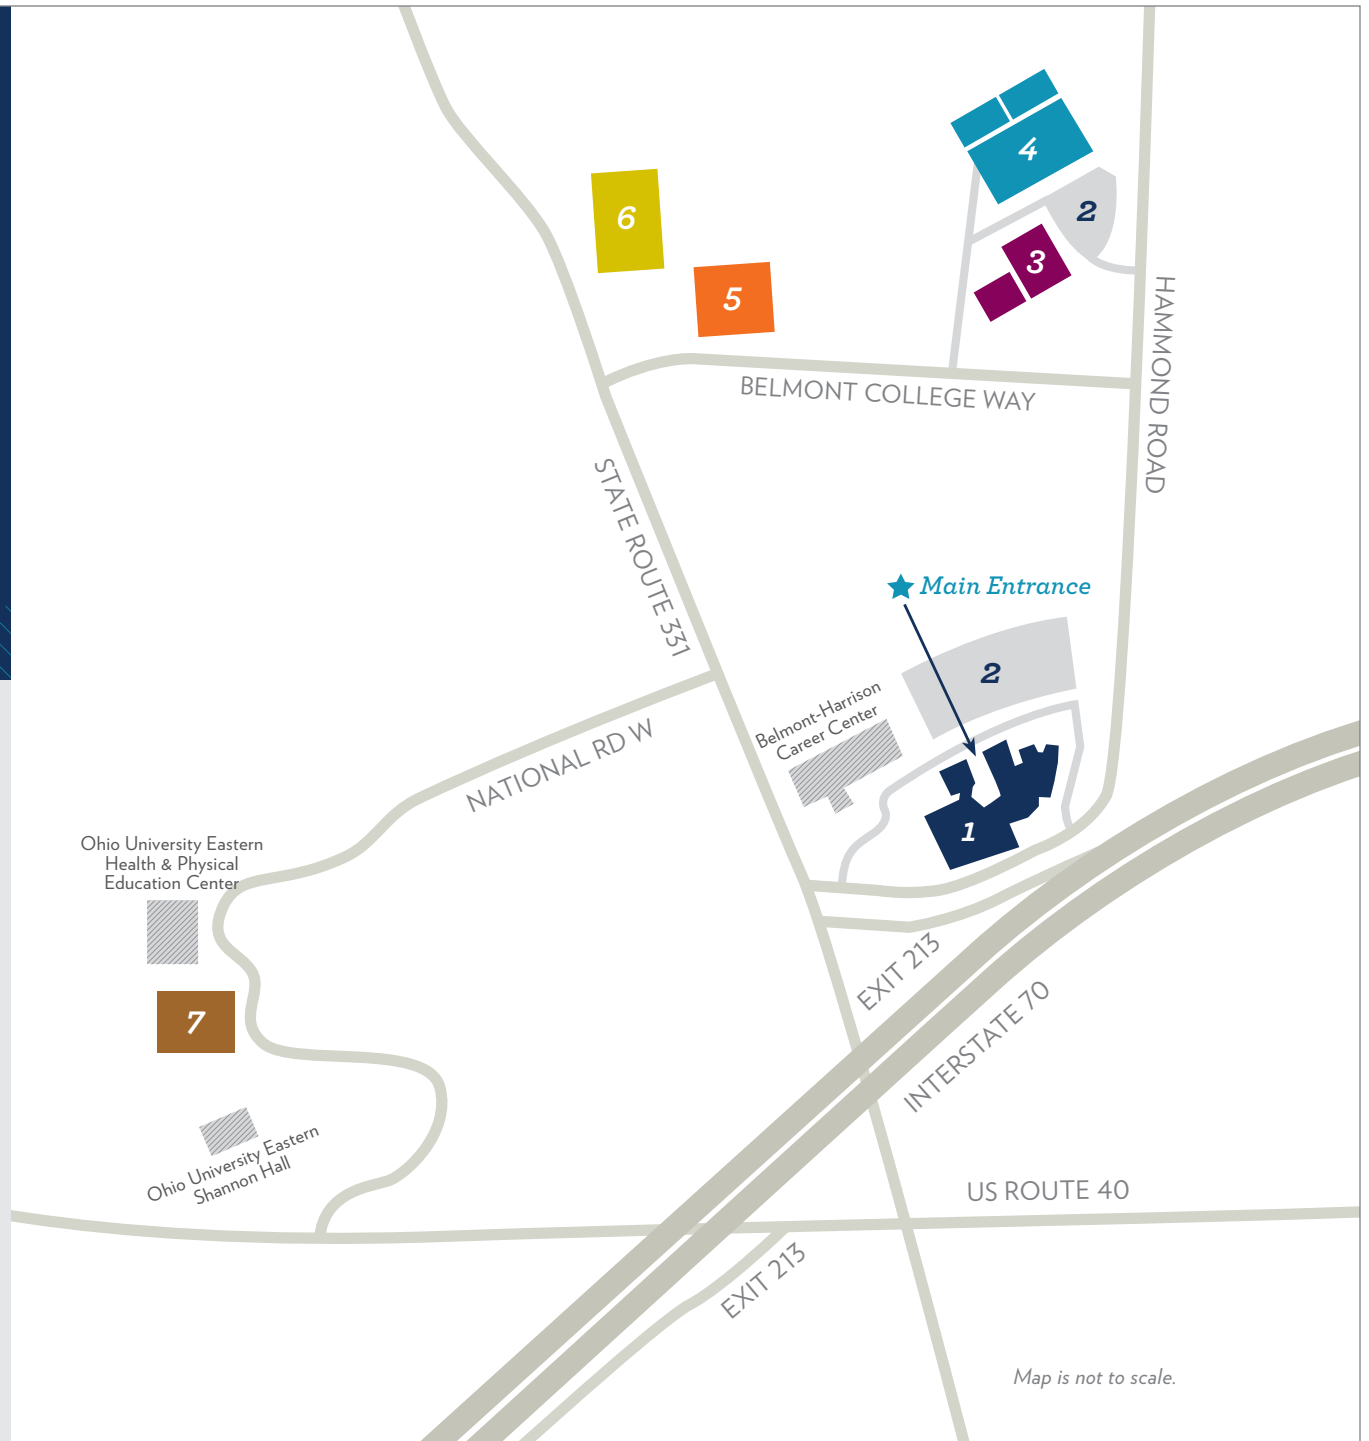 4
2
6
3
5
HAMMOND ROAD
BELMONT COLLEGE WAY
STATE ROUTE 331
Main Entrance
2
Belmont-Harrison
Career Center
NATIONAL RD W
1
Ohio University Eastern
Health & Physical
Education Center
EXIT 213
7
INTERSTATE 70
Ohio University Eastern
Shannon Hall
US ROUTE 40
EXIT 213
Map is not to scale.